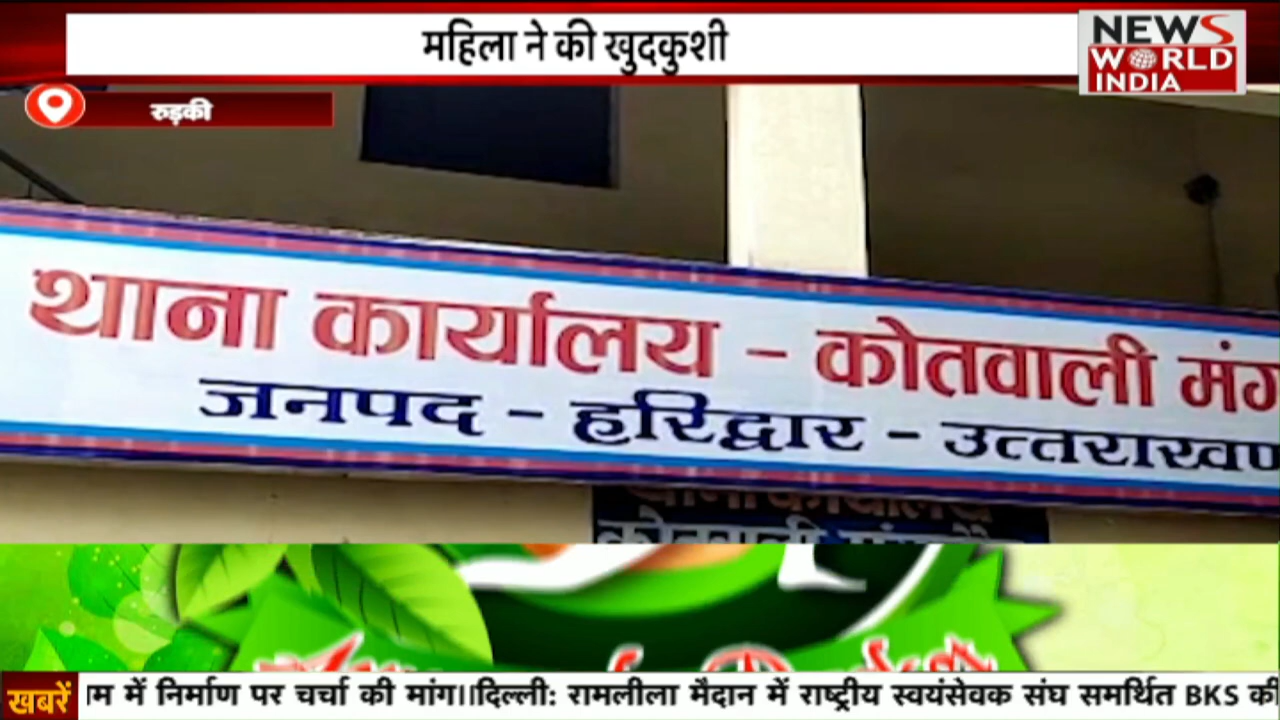 महिला ने की खुदकुशी
NEWS
WORLD
INDIA
रुड़की
थाना कार्यालय - कोतवाली मंग
जनपद - हरिद्वार - उत्तराखण
थाना कार्यालय
खबरें
म में निर्माण पर चर्चा की मांग।।दिल्ली: रामलीला मैदान में राष्ट्रीय स्वयंसेवक संघ समर्थित BKS की